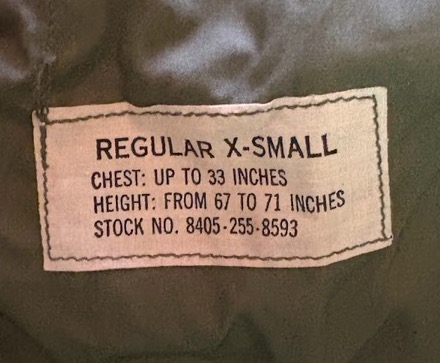 REGULAR X-SMALL
CHEST: UP TO 33 INCHES
HEIGHT: FROM 67 TO 71 INCHES
STOCK NO. 8405-255-8593